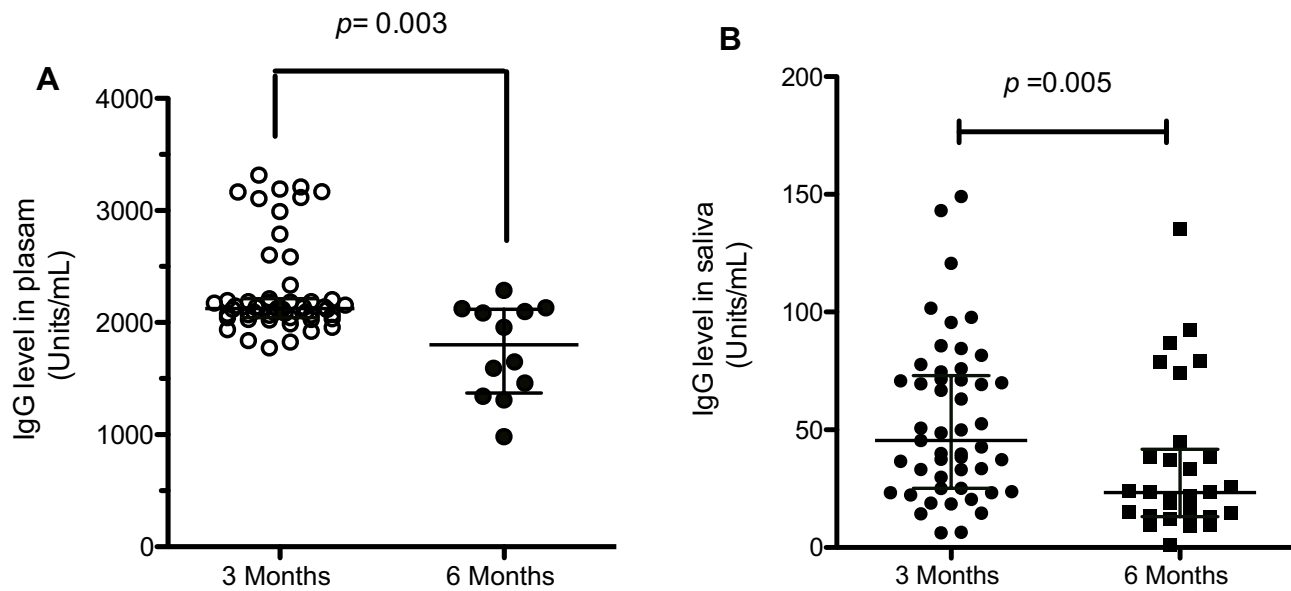 A
p= 0.003
IgG level in plasam
(Units/mL)
4000
3000
2000
1000
0
3 Months
6 Months
B
p =0.005
IgG level in saliva
(Units/mL)
200
150
100
50
0
3 Months
6 Months